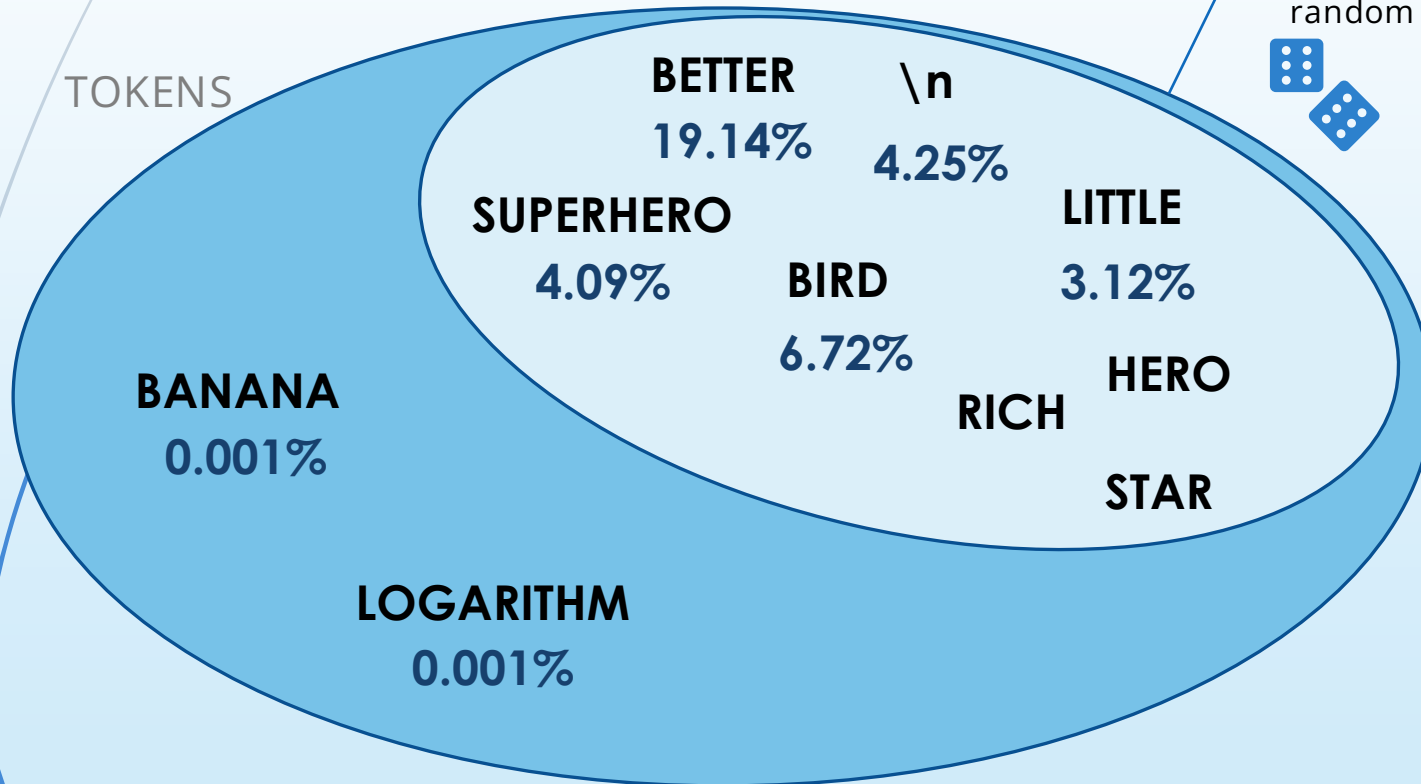 random
TOKENS
BETTER
19.14%
\n
4.25%
SUPERHERO
4.09%
LITTLE
3.12%
BIRD
6.72%
HERO
RICH
STAR
BANANA
0.001%
LOGARITHM
0.001%